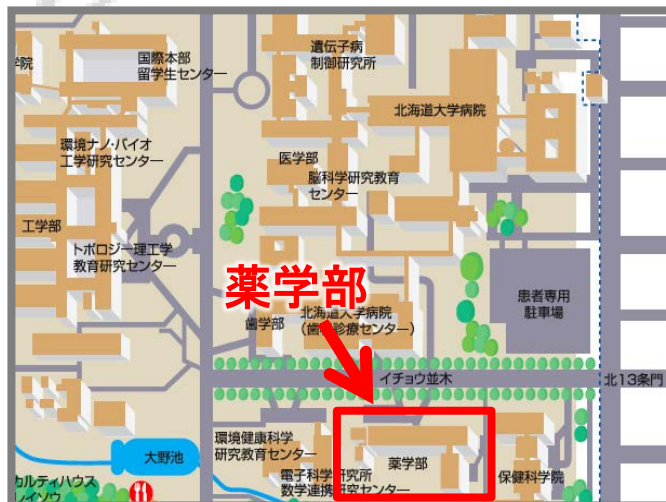 国際本部
留学生センター
学院
遺伝子病
制御研究所
北海道大学病院
環境ナノ・バイオ
工学研究センター
医学部
脳科学研究教育
センター
工学部
トポロジー理工学
教育研究センター
薬学部
患者専用
駐車場
歯学部
北海道大学病院
(歯科診療センター)
イチョウ並木
北13条門
環境健康科学
研究教育センター
大野池
電子科学研究所
数学連携研究センター
薬学部
保健科学院
カルティハウス
レイソウ